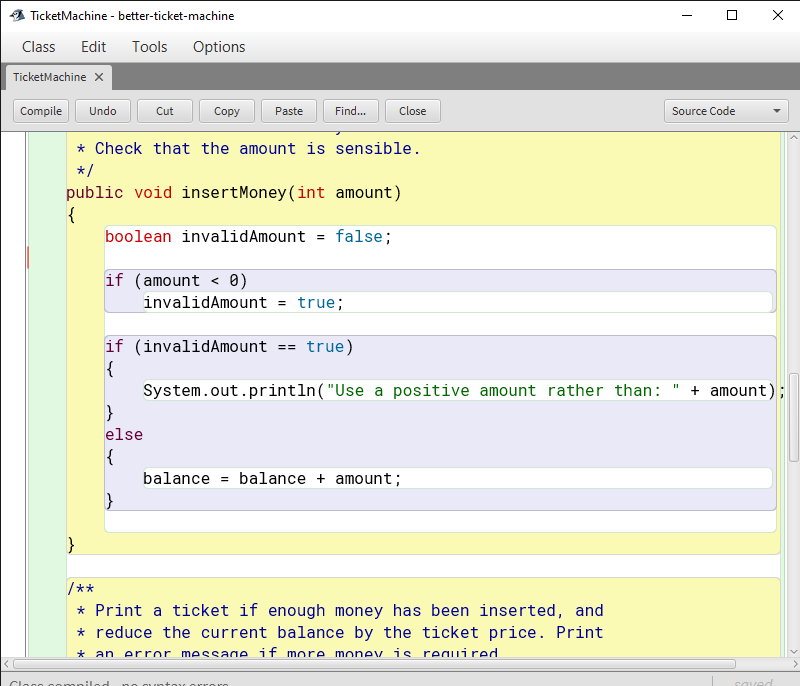 TicketMachine - better-ticket-machine
Class Edit Tools Options
TicketMachine
Compile Undo Cut Copy Paste Find... Close Source Code
* Check that the amount is sensible.
*/
public void insertMoney(int amount)
{
boolean invalidAmount = false;
if (amount < 0)
invalidAmount = true;
if (invalidAmount == true)
{
System.out.println("Use a positive amount rather than: " + amount);
}
else
{
balance = balance + amount;
}
}
/**
* Print a ticket if enough money has been inserted, and
* reduce the current balance by the ticket price. Print
* an error message if more money is required
Class compiled - no syntax errors
saved